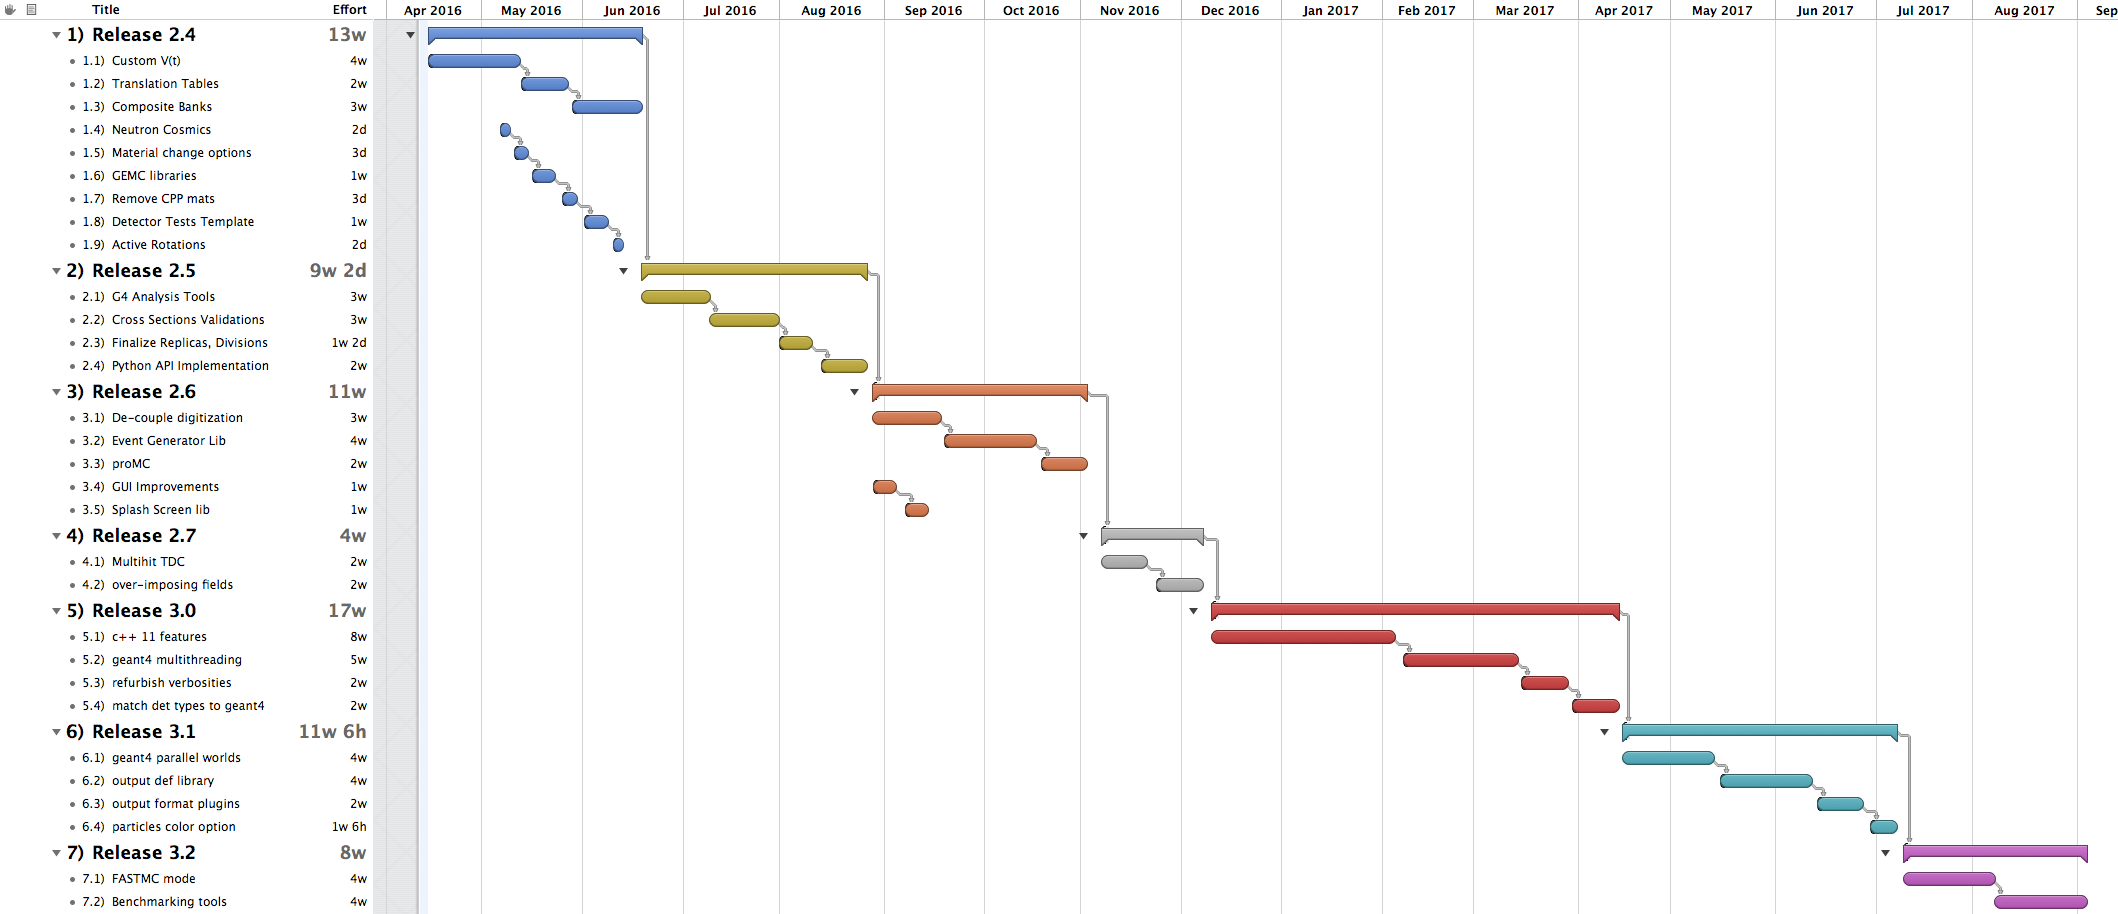 Title Effort Apr 2016 May 2016 Jun 2016 Jul 2016 Aug 2016 Sep 2016 Oct 2016 Nov 2016 Dec 2016 Jan 2017 Feb 2017 Mar 2017 Apr 2017 May 2017 Jun 2017 Jul 2017 Aug 2017 Sep
1) Release 2.4 13w
1.1) Custom V(t) 4w
1.2) Translation Tables 2w
1.3) Composite Banks 3w
1.4) Neutron Cosmics 2d
1.5) Material change options 3d
1.6) GEMC libraries 1w
1.7) Remove CPP mats 3d
1.8) Detector Tests Template 1w
1.9) Active Rotations 2d
2) Release 2.5 9w 2d
2.1) G4 Analysis Tools 3w
2.2) Cross Sections Validations 3w
2.3) Finalize Replicas, Divisions 1w 2d
2.4) Python API Implementation 2w
3) Release 2.6 11w
3.1) De-couple digitization 3w
3.2) Event Generator Lib 4w
3.3) proMC 2w
3.4) GUI Improvements 1w
3.5) Splash Screen lib 1w
4) Release 2.7 4w
4.1) Multihit TDC 2w
4.2) over-imposing fields 2w
5) Release 3.0 17w
5.1) c++ 11 features 8w
5.2) geant4 multithreading 5w
5.3) refurbish verbosities 2w
5.4) match det types to geant4 2w
6) Release 3.1 11w 6h
6.1) geant4 parallel worlds 4w
6.2) output def library 4w
6.3) output format plugins 2w
6.4) particles color option 1w 6h
7) Release 3.2 8w
7.1) FASTMC mode 4w
7.2) Benchmarking tools 4w